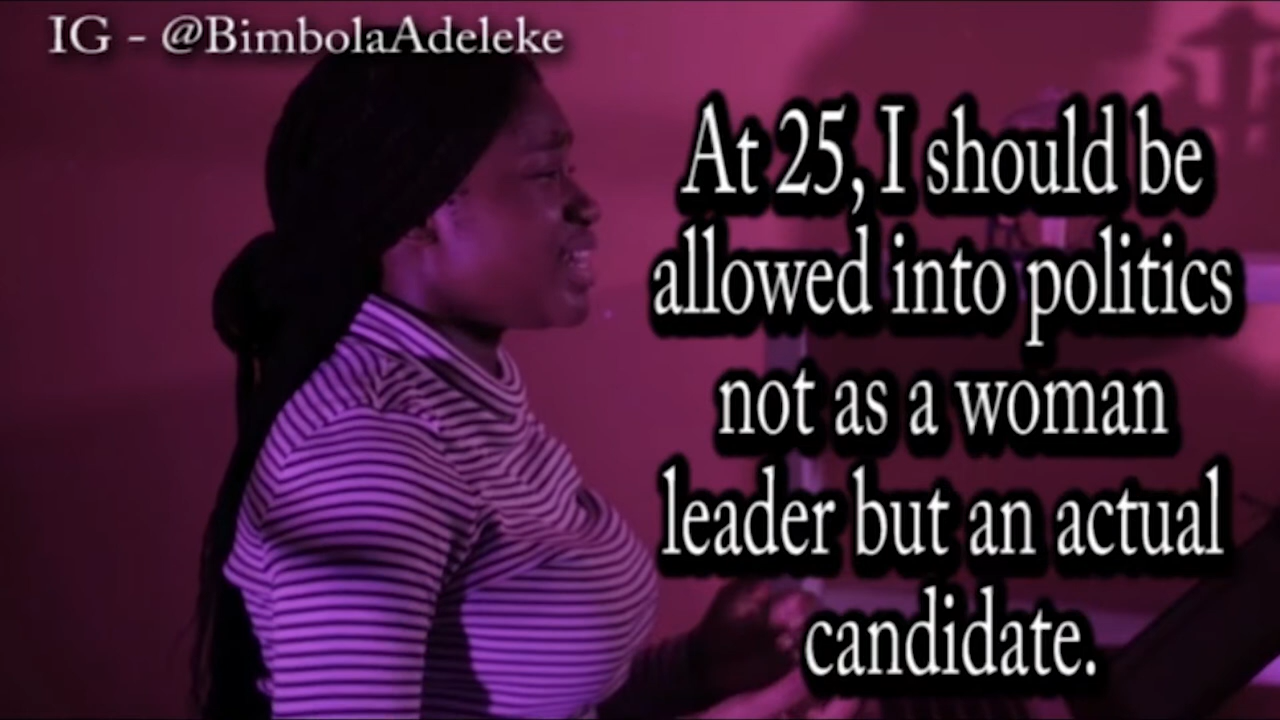 IG - @BimbolaAdeleke
At 25, I should be
allowed into politics
not as a woman
leader but an actual
candidate.